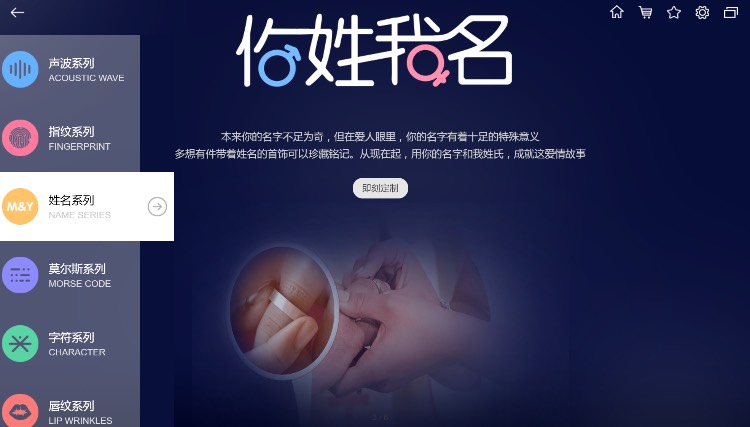 你姓我名
声波系列
ACOUSTIC WAVE
指纹系列
FINGERPRINT
M&Y
姓名系列
NAME SERIES
莫尔斯系列
MORSE CODE
字符系列
CHARACTER
唇纹系列
LIP WRINKLES
本来你的名字不足为奇，但在爱人眼里，你的名字有着十足的特殊意义
多想有件带着姓名的首饰可以珍藏铭记。从现在起，用你的名字和我姓氏，成就这爱情故事
即刻定制